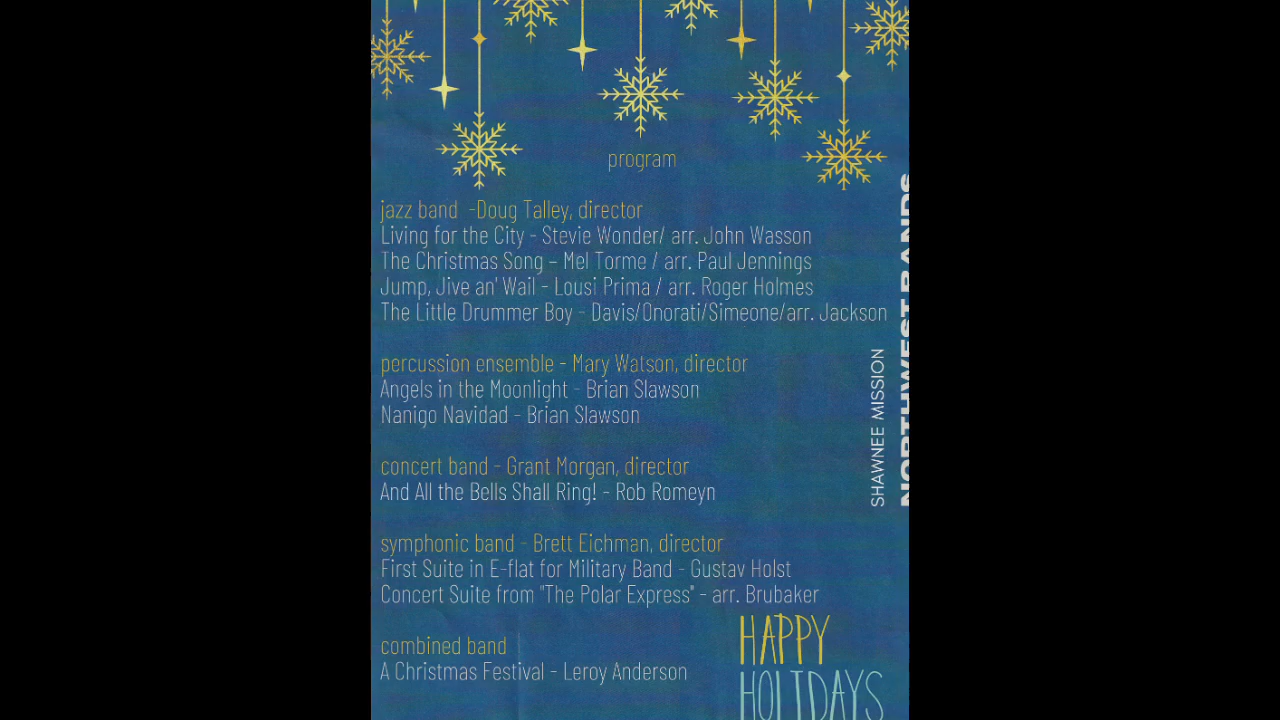 program
jazz band -Doug Talley, director
Living for the City - Stevie Wonder/ arr. John Wasson
The Christmas Song – Mel Torme / arr. Paul Jennings
Jump, Jive an' Wail - Lousi Prima / arr. Roger Holmes
The Little Drummer Boy - Davis/Onorati/Simeone/arr. Jackson
percussion ensemble - Mary Watson, director
Angels in the Moonlight - Brian Slawson
Nanigo Navidad - Brian Slawson
concert band - Grant Morgan, director
And All the Bells Shall Ring! - Rob Romeyn
symphonic band - Brett Eichman, director
First Suite in E-flat for Military Band - Gustav Holst
Concert Suite from "The Polar Express" - arr. Brubaker
combined band
A Christmas Festival - Leroy Anderson
SHAWNEE MISSION
NORTHWEST BANDS
HAPPY
HOLIDAYS